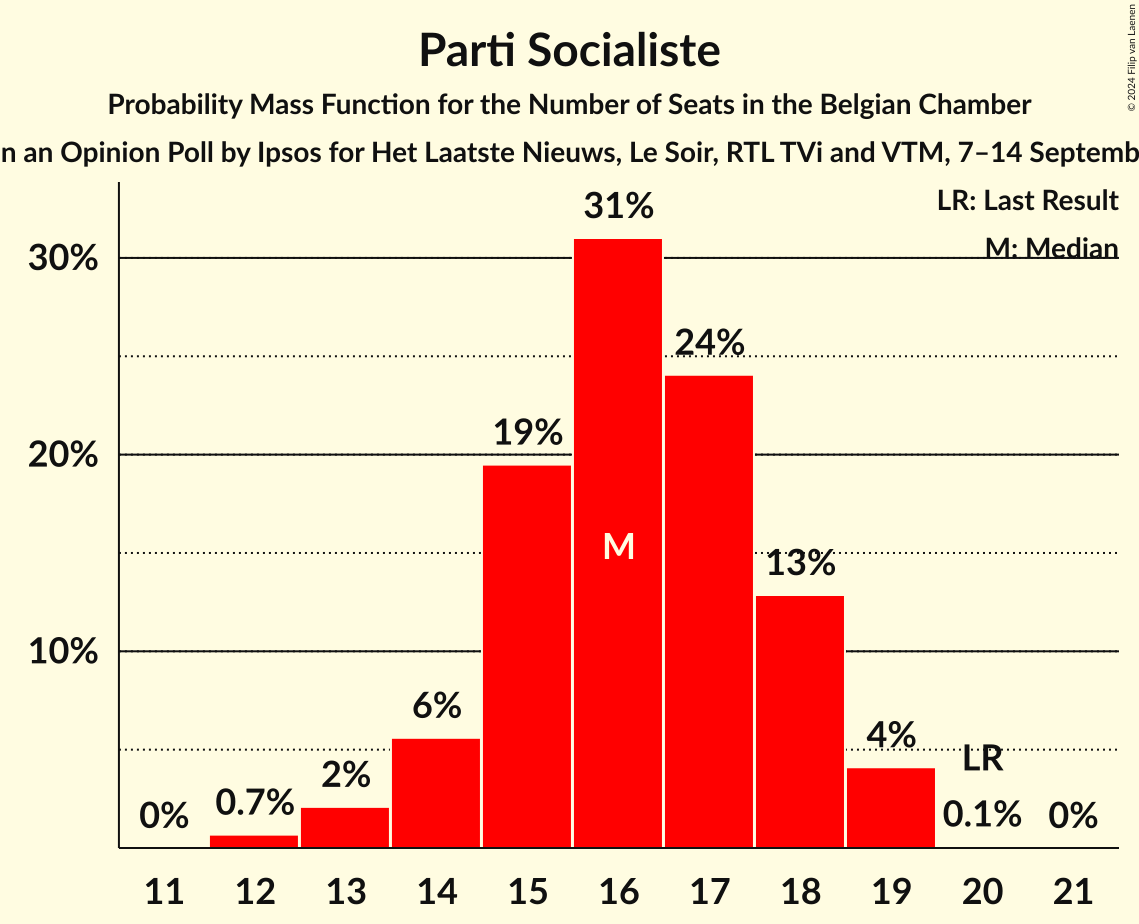 Parti Socialiste
Probability Mass Function for the Number of Seats in the Belgian Chamber
n an Opinion Poll by Ipsos for Het Laatste Nieuws, Le Soir, RTL TVi and VTM, 7–14 Septemb
© 2024 Filip van Laenen
LR: Last Result
M: Median
30%
20%
10%
0%
0.7%
2%
6%
19%
31%
24%
13%
4%
LR
0.1%
0%
M
11 12 13 14 15 16 17 18 19 20 21